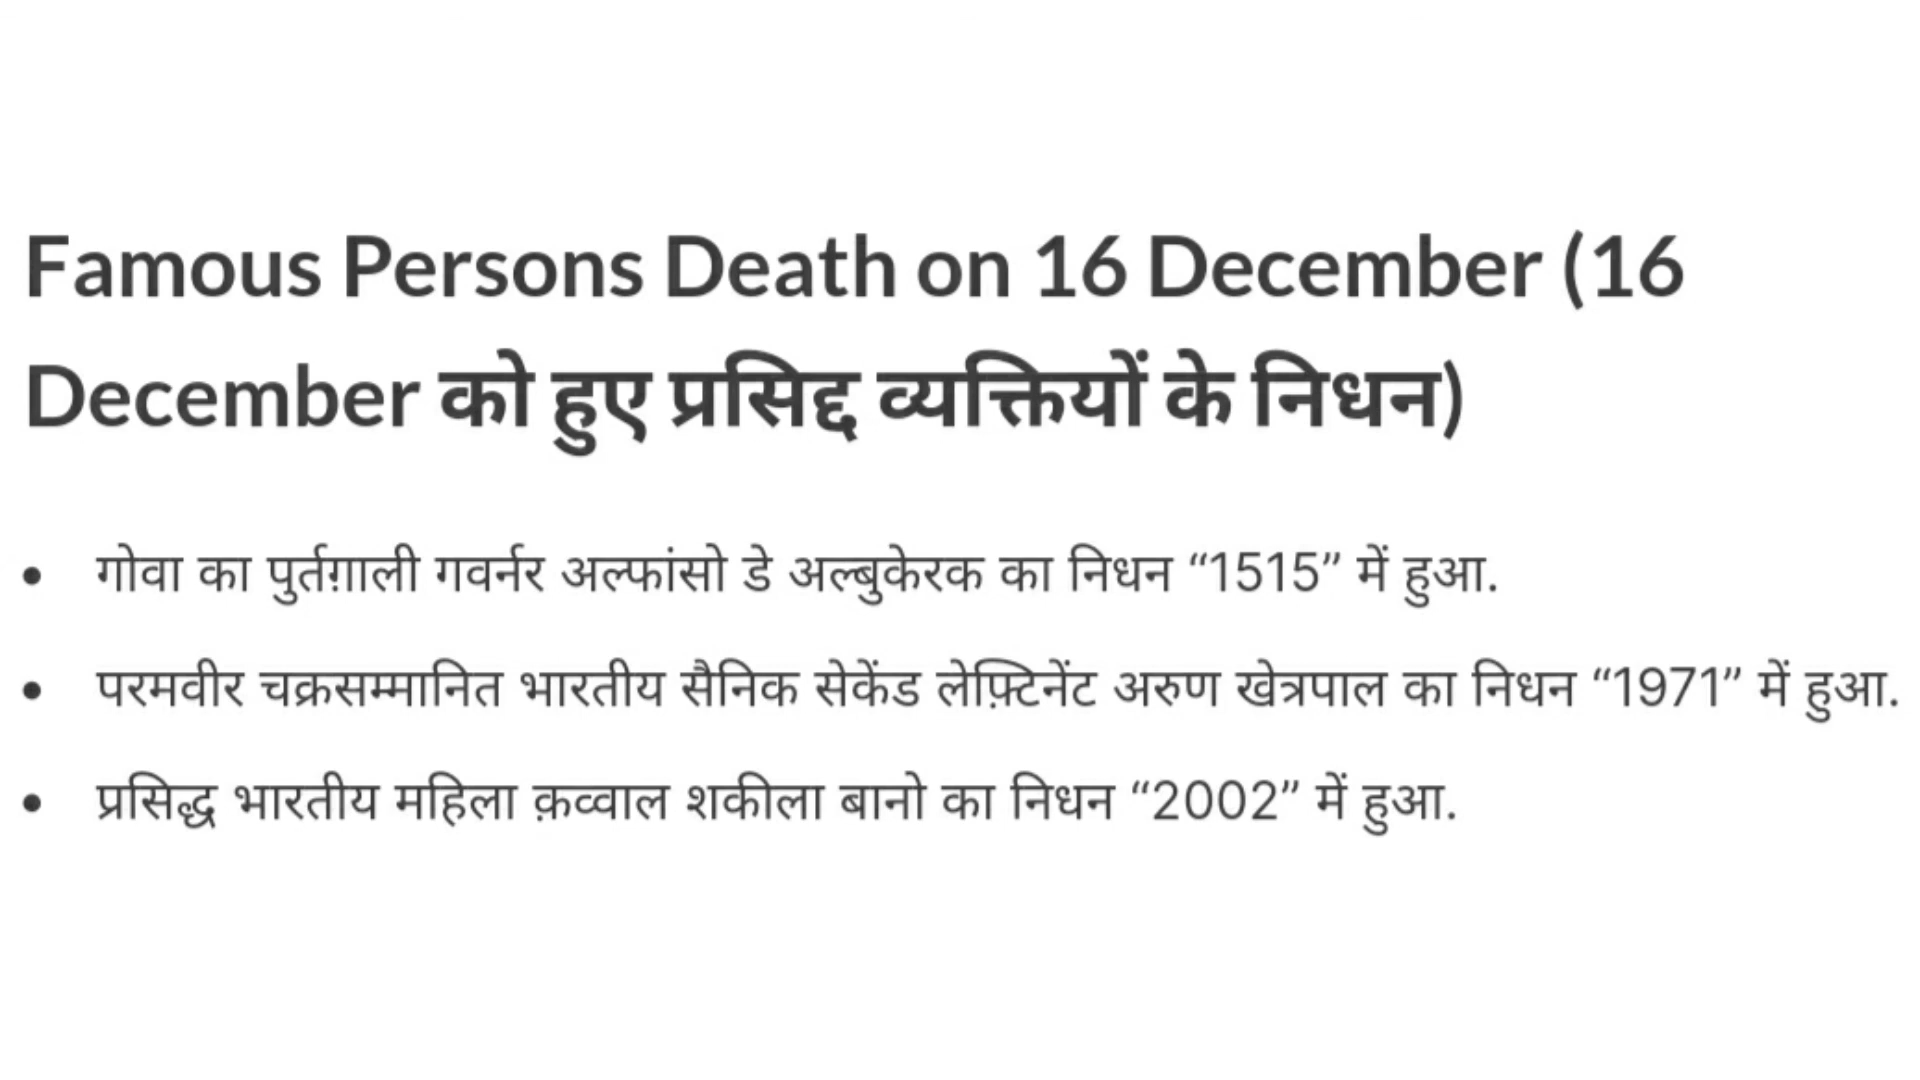 Famous Persons Death on 16 December (16
December को हुए प्रसिद्द व्यक्तियों के निधन)
• गोवा का पुर्तग़ाली गवर्नर अल्फांसो डे अल्बुकेरक का निधन “1515” में हुआ.
• परमवीर चक्रसम्मानित भारतीय सैनिक सेकेंड लेफ़्टिनेंट अरुण खेत्रपाल का निधन “1971” में हुआ.
• प्रसिद्ध भारतीय महिला क़व्वाल शकीला बानो का निधन “2002” में हुआ.